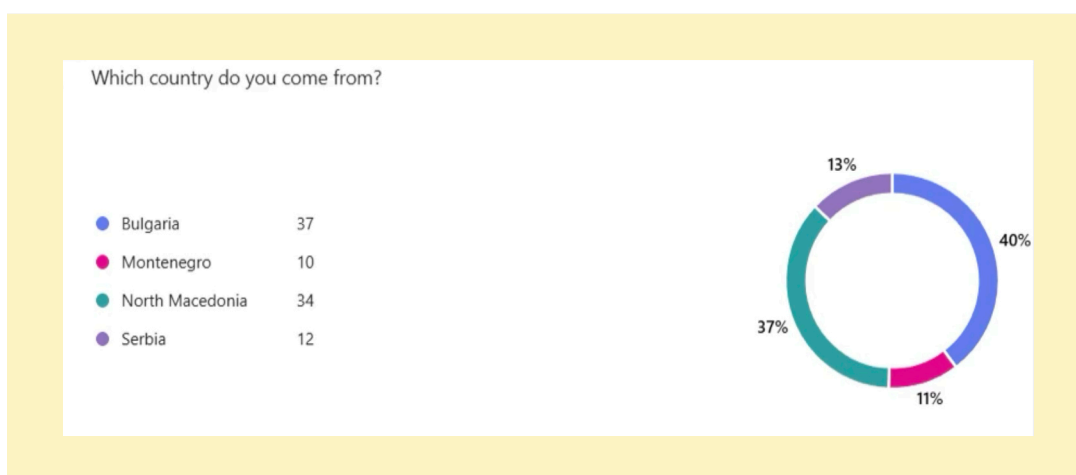 Which country do you come from?
Bulgaria 37
Montenegro 10
North Macedonia 34
Serbia 12
13%
40%
37%
11%